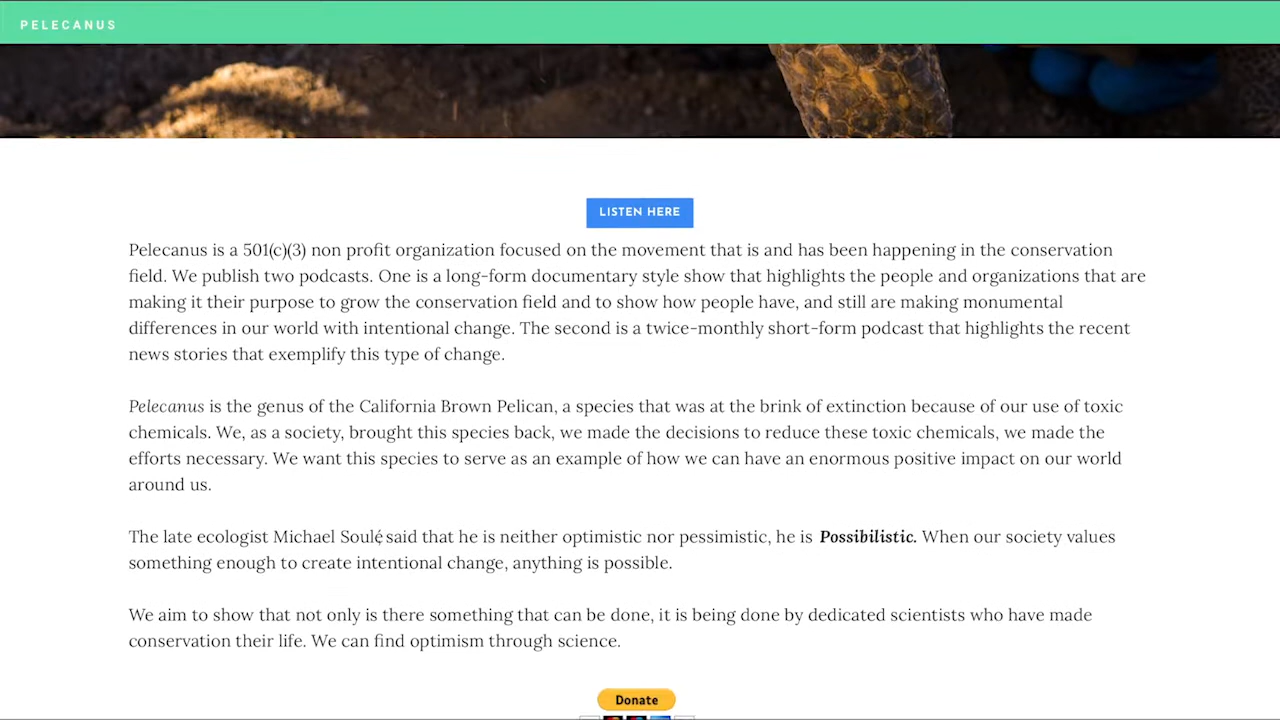 PELECANUS
LISTEN HERE
Pelecanus is a 501(c)(3) non profit organization focused on the movement that is and has been happening in the conservation
field. We publish two podcasts. One is a long-form documentary style show that highlights the people and organizations that are
making it their purpose to grow the conservation field and to show how people have, and still are making monumental
differences in our world with intentional change. The second is a twice-monthly short-form podcast that highlights the recent
news stories that exemplify this type of change.
Pelecanus is the genus of the California Brown Pelican, a species that was at the brink of extinction because of our use of toxic
chemicals. We, as a society, brought this species back, we made the decisions to reduce these toxic chemicals, we made the
efforts necessary. We want this species to serve as an example of how we can have an enormous positive impact on our world
around us.
The late ecologist Michael Soulé said that he is neither optimistic nor pessimistic, he is Possibilistic. When our society values
something enough to create intentional change, anything is possible.
We aim to show that not only is there something that can be done, it is being done by dedicated scientists who have made
conservation their life. We can find optimism through science.
Donate